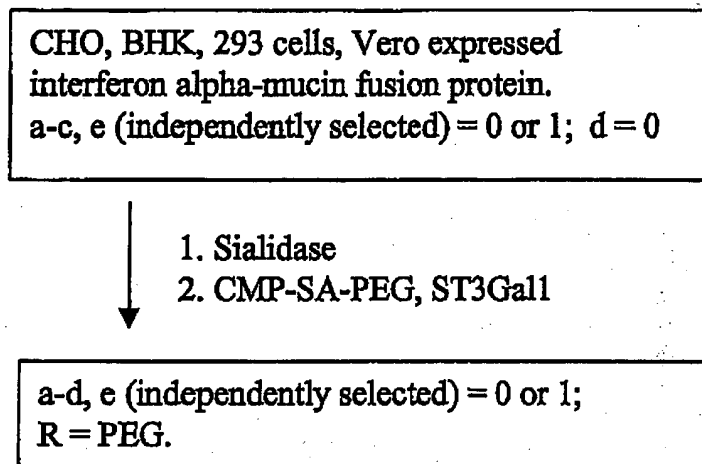 CHO, BHK, 293 cells, Vero expressed
interferon alpha-mucin fusion protein.
a-c, e (independently selected) = 0 or 1; d = 0
1. Sialidase
2. CMP-SA-PEG, ST3Gal1
a-d, e (independently selected) = 0 or 1;
R = PEG.